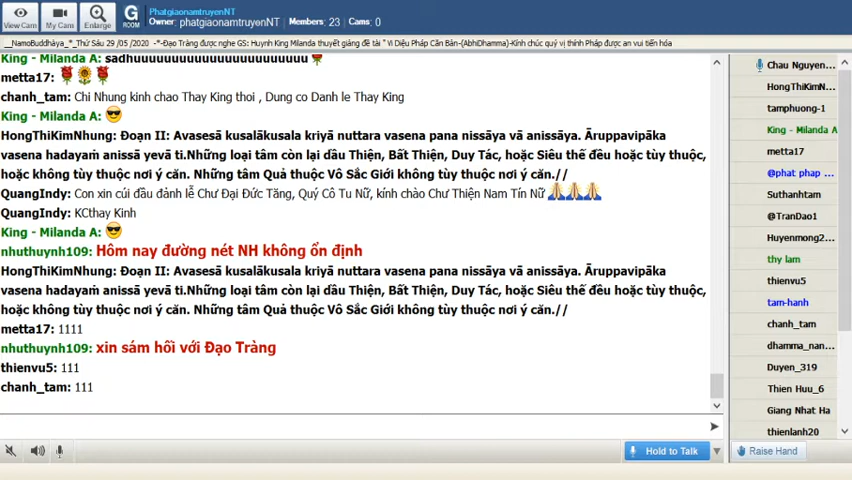 PhatgiaonamtruyenNT
Owner: phatgiaonamtruyenNT | Members: 23 | Cams: 0
View Cam
My Cam
Enlarge
G ROOM
__NamoBuddhàya_*_Thứ Sáu 29 /05 /2020 -*-Đạo Tràng được nghe GS: Huynh King Milanda thuyết giảng đề tài " Vi Diệu Pháp Căn Bản-(AbhiDhamma)-Kính chúc quý vị thính Pháp được an vui tiến hóa
King - Milanda A: sadhuuuuuuuuuuuuuuuuuuuuuuu
metta17:
chanh_tam: Chi Nhung kinh chao Thay King thoi , Dung co Danh le Thay King
King - Milanda A:
HongThiKimNhung: Đoạn II: Avasesā kusalākusala kriyā nuttara vasena pana nissāya vā anissāya. Āruppavipāka
vasena hadayaṁ anissā yevā ti.Những loại tâm còn lại dầu Thiện, Bất Thiện, Duy Tác, hoặc Siêu thế đều hoặc tùy thuộc,
hoặc không tùy thuộc nơi ý căn. Những tâm Quả thuộc Vô Sắc Giới không tùy thuộc nơi ý căn.//
QuangIndy: Con xin cúi đầu đảnh lễ Chư Đại Đức Tăng, Quý Cô Tu Nữ, kính chào Chư Thiện Nam Tín Nữ
QuangIndy: KCthay Kinh
King - Milanda A:
nhuthuynh109: Hôm nay đường nét NH không ổn định
HongThiKimNhung: Đoạn II: Avasesā kusalākusala kriyā nuttara vasena pana nissāya vā anissāya. Āruppavipāka
vasena hadayaṁ anissā yevā ti.Những loại tâm còn lại dầu Thiện, Bất Thiện, Duy Tác, hoặc Siêu thế đều hoặc tùy thuộc,
hoặc không tùy thuộc nơi ý căn. Những tâm Quả thuộc Vô Sắc Giới không tùy thuộc nơi ý căn.//
metta17: 1111
nhuthuynh109: xin sám hối với Đạo Tràng
thienvu5: 111
chanh_tam: 111
Hold to Talk
Raise Hand
Chau Nguyen...
HongThiKimN...
tamphuong-1
King - Milanda A
metta17
@phat phap ...
Suthanhtam
@TranDao1
Huyenmong2...
thy lam
thienvu5
tam-hanh
chanh_tam
dhamma_nan...
Duyen_319
Thien Huu_6
Giang Nhat Ha
thienlanh20